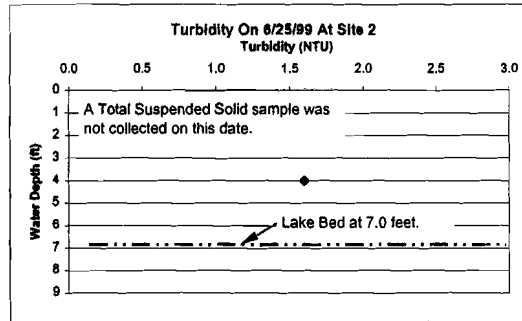 Turbidity On 6/25/99 At Site 2
Turbidity (NTU)
0.0 0.5 1.0 1.5 2.0 2.5 3.0
0
1
2
3
4
5
6
7
8
9
Water Depth (ft)
A Total Suspended Solid sample was
not collected on this date.
Lake Bed at 7.0 feet.